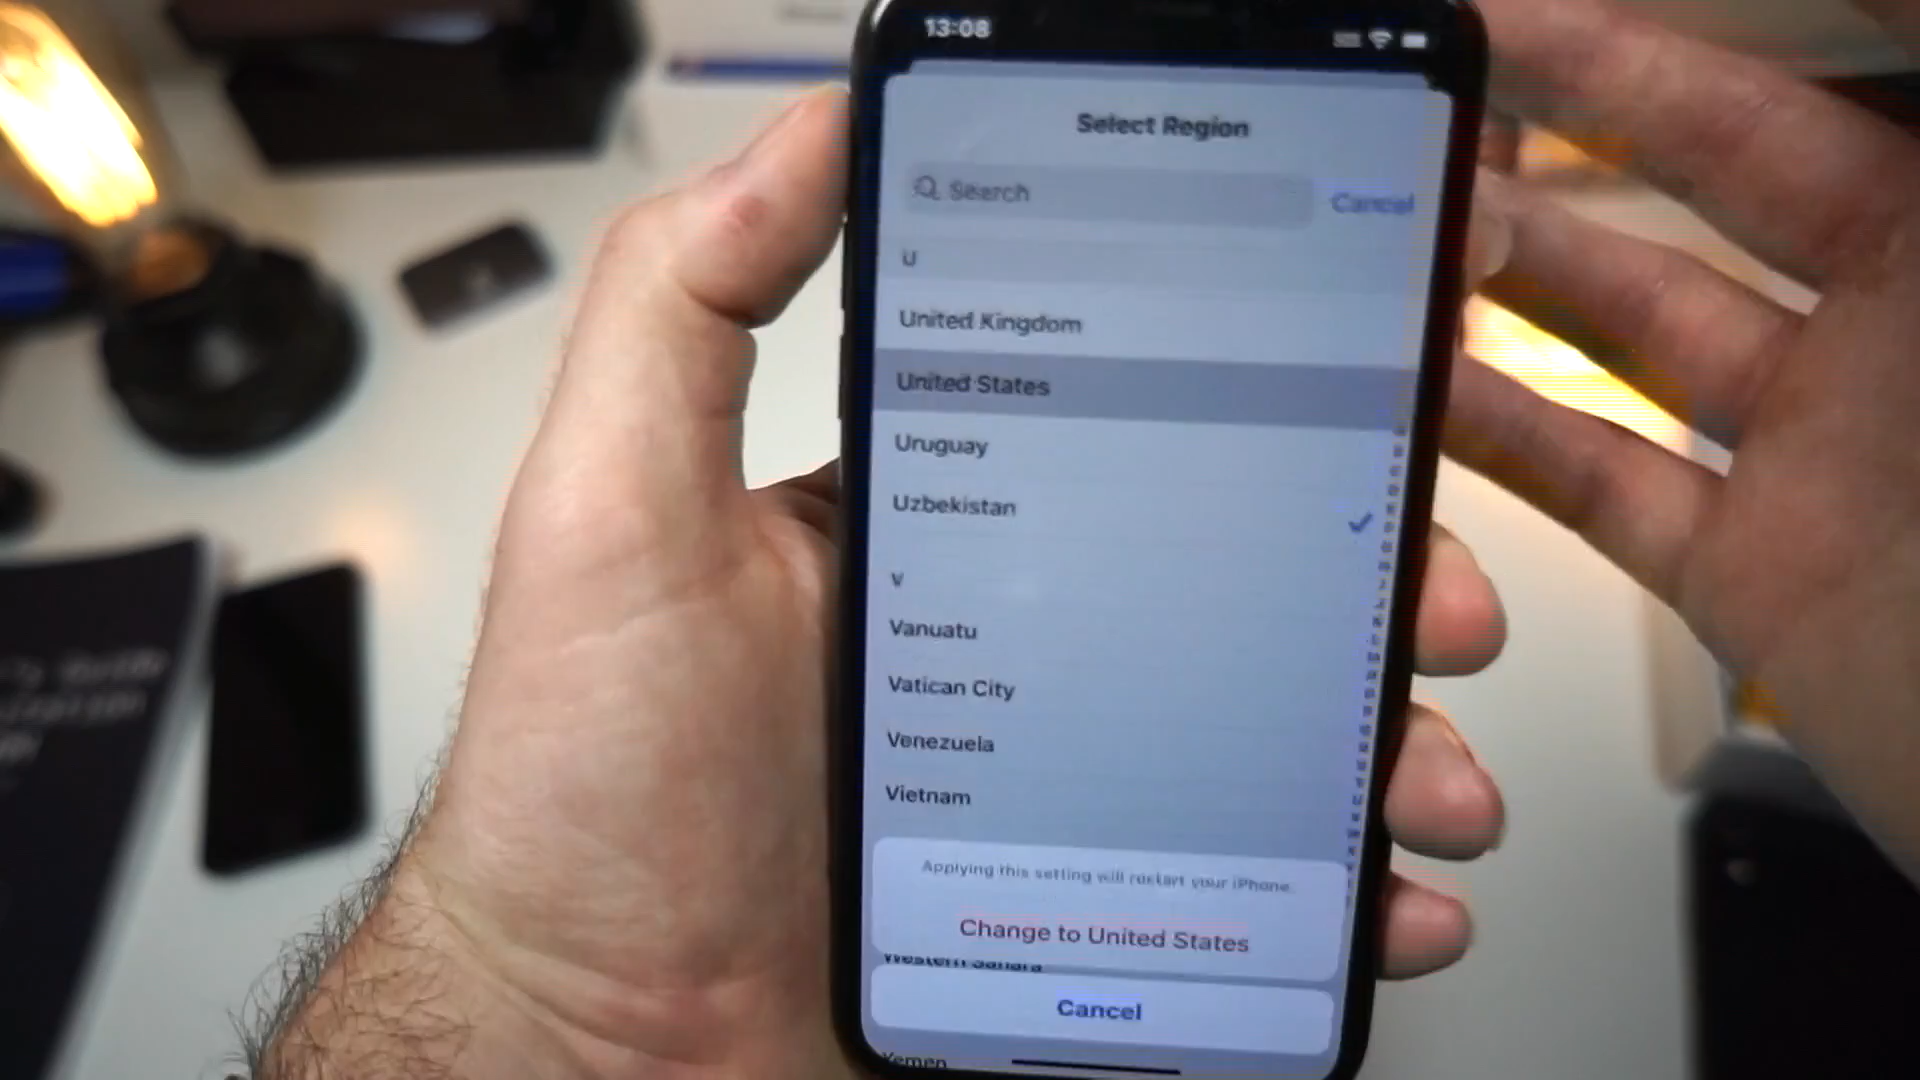 13:08
Select Region
Search
Cancel
U
United Kingdom
United States
Uruguay
Uzbekistan
V
Vanuatu
Vatican City
Venezuela
Vietnam
Applying this setting will restart your iPhone.
Change to United States
Western Sahara
Cancel
Yemen